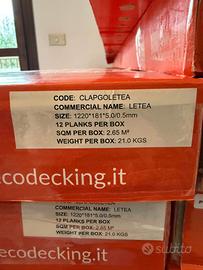 CODE: CLAPGOLETEA
COMMERCIAL NAME: LETEA
SIZE: 1220*181*5.0/0.5mm
12 PLANKS PER BOX
SQM PER BOX: 2.65 M²
WEIGHT PER BOX: 21.0 KGS
ecodecking.it
COMMERCIAL NAME: LETEA
SIZE: 1220*181*5.0/0.5mm
12 PLANKS PER BOX
SQM PER BOX: 2.65 M²
WEIGHT PER BOX: 21.0 KGS
subito